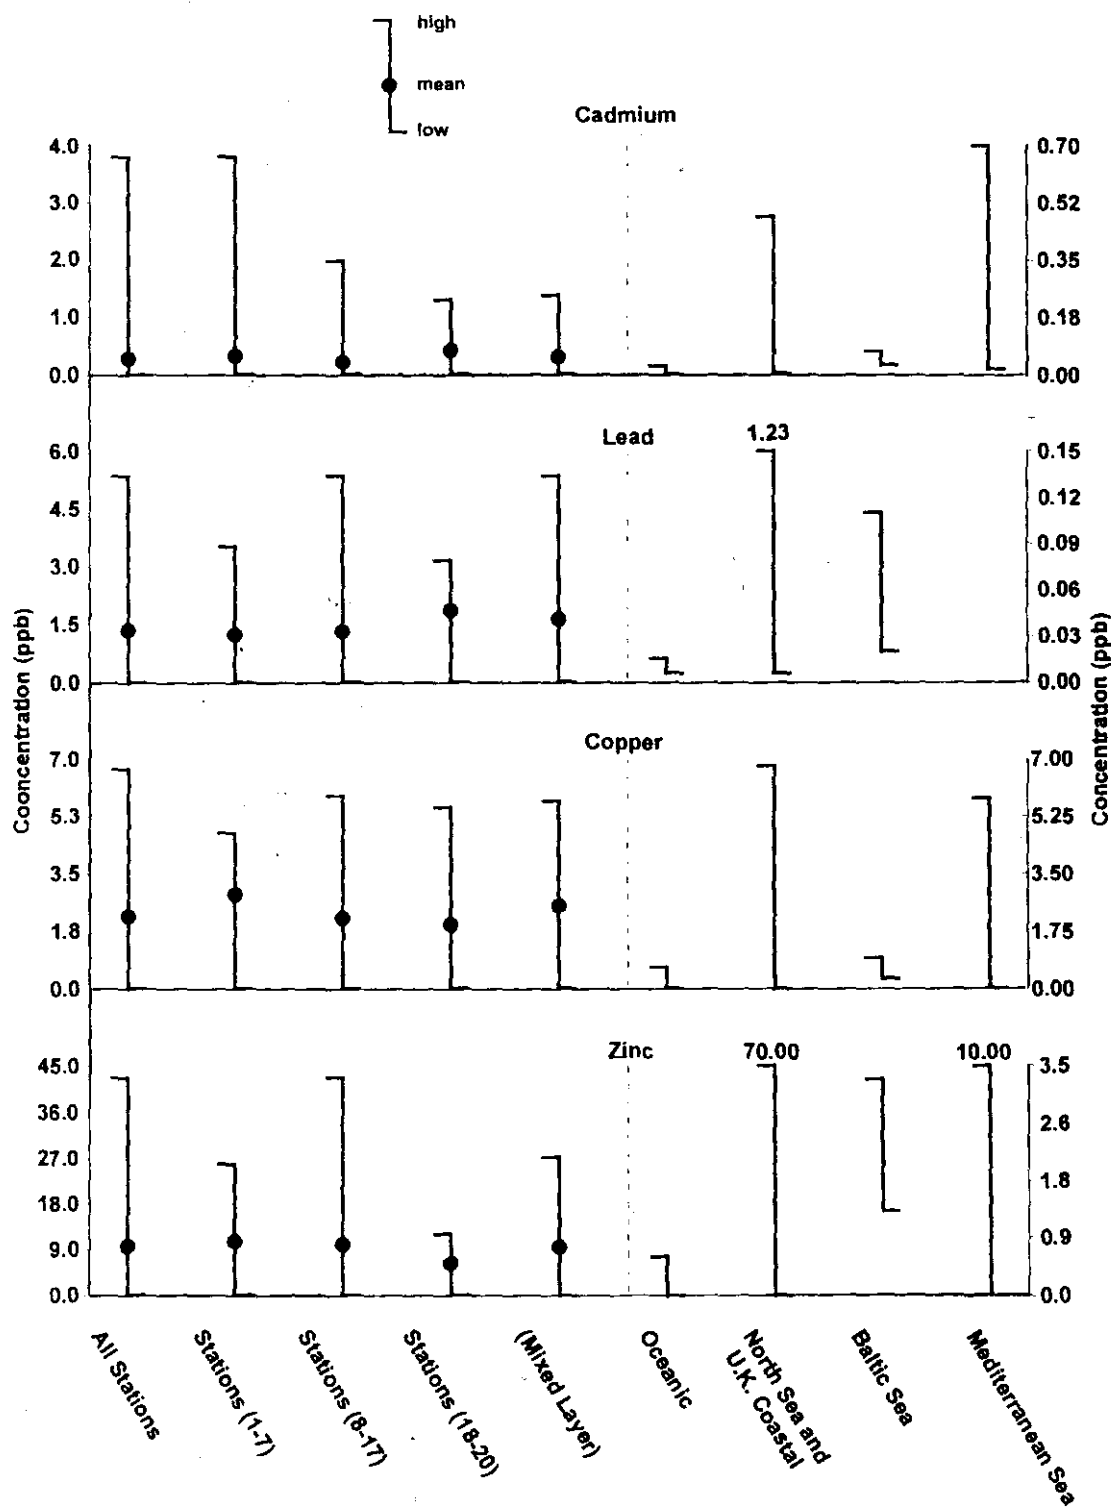 high
mean
low
Cadmium
4.0
3.0
2.0
1.0
0.0
0.70
0.52
0.35
0.18
0.00
Lead
1.23
6.0
4.5
3.0
1.5
0.0
0.15
0.12
0.09
0.06
0.03
0.00
Cooncentration (ppb)
Concentration (ppb)
Copper
7.0
5.3
3.5
1.8
0.0
7.00
5.25
3.50
1.75
0.00
Zinc
70.00
10.00
45.0
36.0
27.0
18.0
9.0
0.0
3.5
2.6
1.8
0.9
0.0
All Stations
Stations (1-7)
Stations (8-17)
Stations (18-20)
(Mixed Layer)
Oceanic
North Sea and
U.K. Coastal
Baltic Sea
Mediterranean Sea